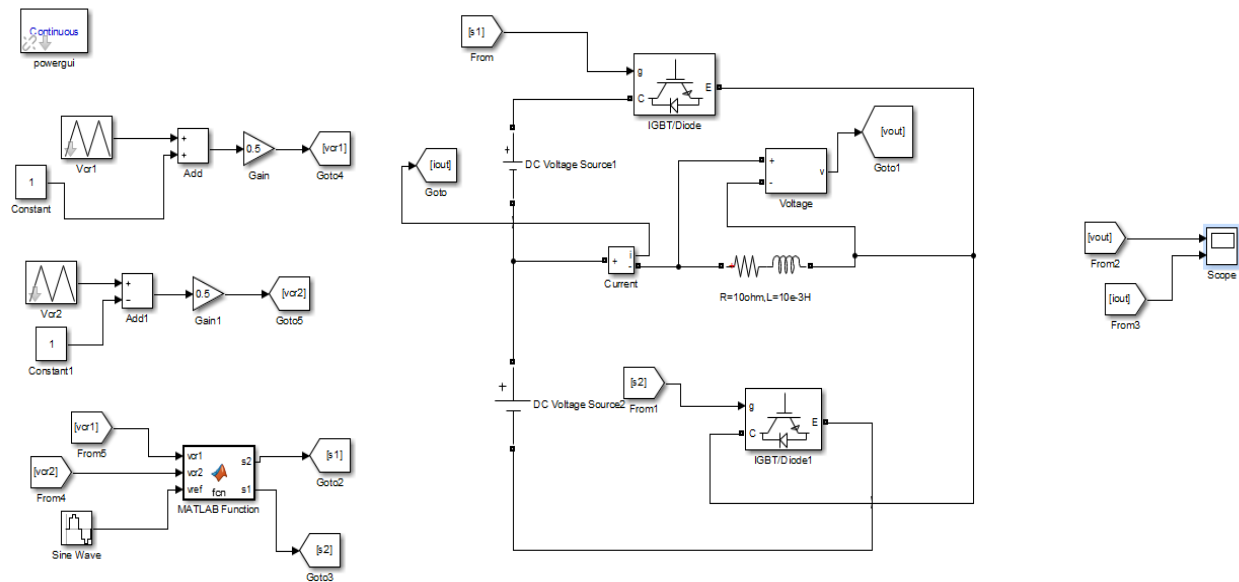 Continuous
powergui
Vcr1
+
+
Add
0.5
Gain
[vcr1]
Goto4
1
Constant
Vcr2
+
−
Add1
0.5
Gain1
[vcr2]
Goto5
1
Constant1
[vcr1]
From5
[vcr2]
From4
Sine Wave
vcr1
vcr2
vref
s2
s1
fcn
MATLAB Function
[s1]
Goto2
[s2]
Goto3
[s1]
From
g
C
E
IGBT/Diode
+
DC Voltage Source1
[iout]
Goto
+
-
i
Current
+
-
v
Voltage
[vout]
Goto1
R=10ohm,L=10e-3H
+
DC Voltage Source2
[s2]
From1
g
C
E
IGBT/Diode1
[vout]
From2
[iout]
From3
Scope